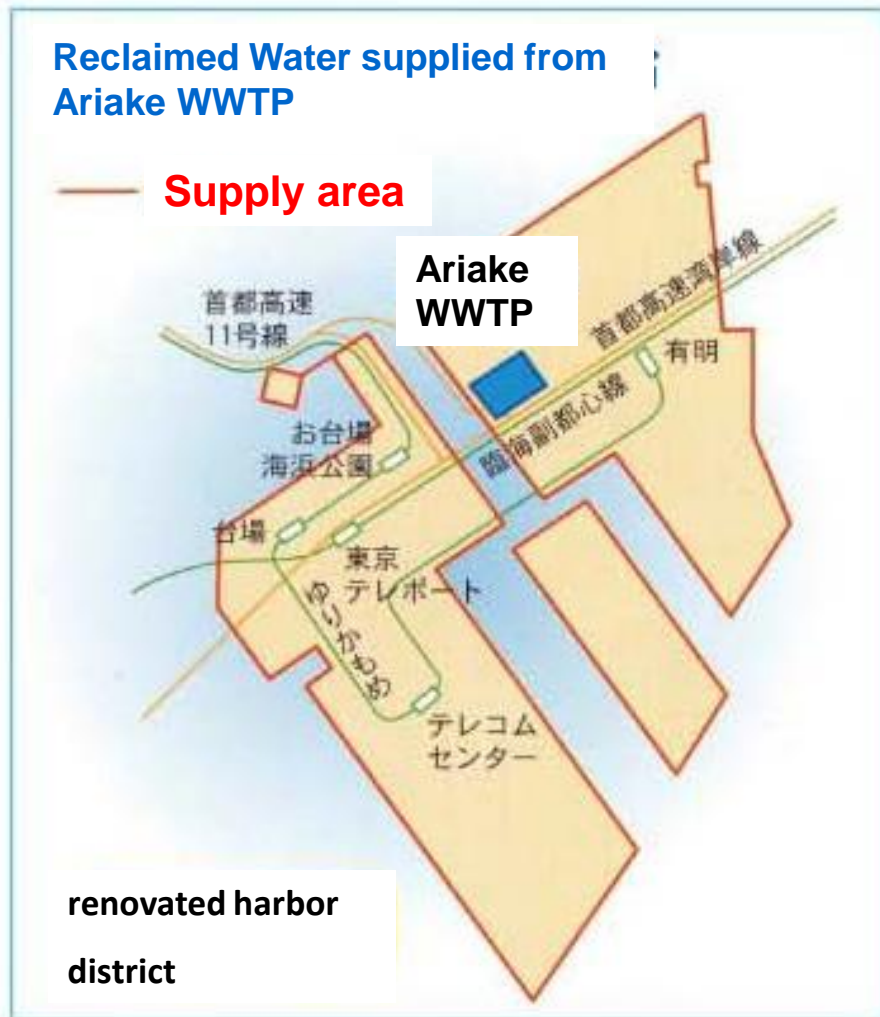 Reclaimed Water supplied from
Ariake WWTP
Supply area
Ariake
WWTP
首都高速
11号線
首都高速湾岸線
有明
臨海副都心線
お台場
海浜公園
台場
東京
テレポート
ゆりかもめ
テレコム
センター
renovated harbor
district